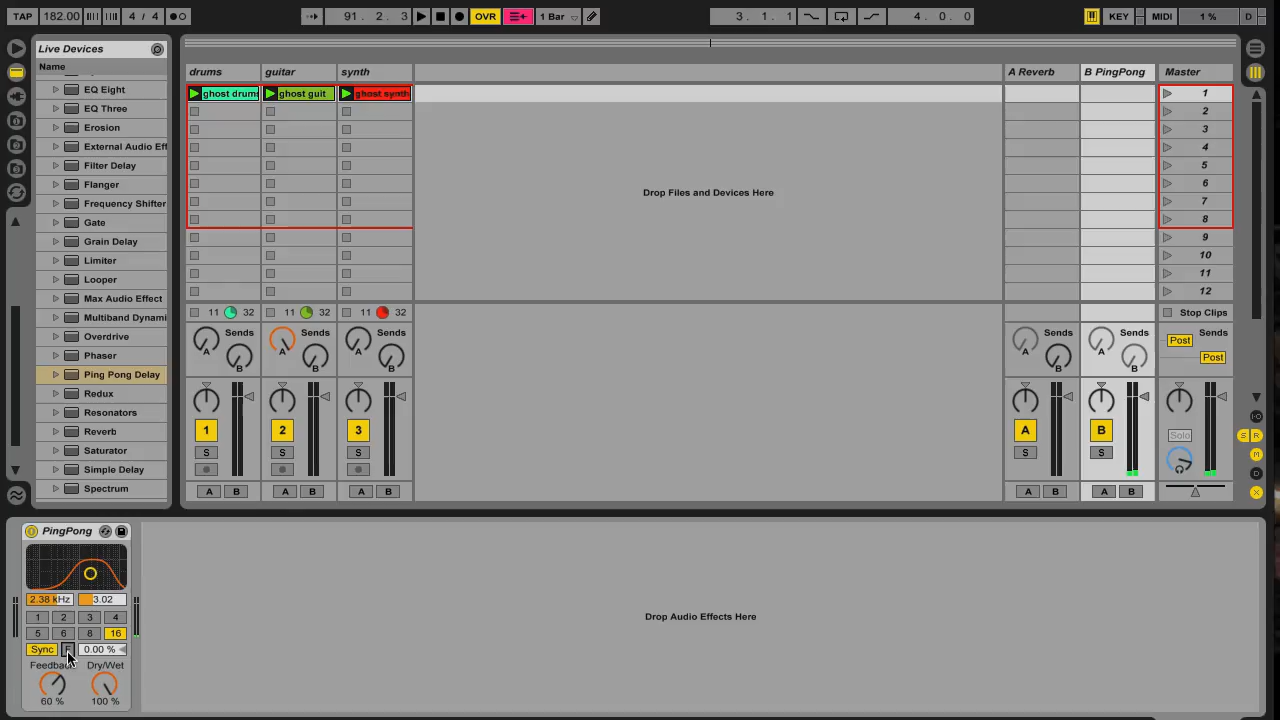 TAP 182.00 4 / 4 91. 2. 3 OVR 1 Bar 3. 1. 1 4. 0. 0 KEY MIDI 1 % D
Live Devices
Name
EQ Eight
EQ Three
Erosion
External Audio Eff
Filter Delay
Flanger
Frequency Shifter
Gate
Grain Delay
Limiter
Looper
Max Audio Effect
Multiband Dynami
Overdrive
Phaser
Ping Pong Delay
Redux
Resonators
Reverb
Saturator
Simple Delay
Spectrum
drums guitar synth A Reverb B PingPong Master
ghost drums ghost guit ghost synth 1
2
3
4
5
6
7
8
9
10
11
12
Drop Files and Devices Here
11 32 11 32 11 32 Stop Clips
Sends Sends Sends Sends Sends Sends
A B A B A B A B A B Post Post
1 2 3 A B Solo
S S S S S
A B A B A B A B A B
S R
M
D
X
PingPong
2.38 kHz 3.02
1 2 3 4
5 6 8 16
Sync F 0.00 %
Feedback Dry/Wet
60 % 100 %
Drop Audio Effects Here